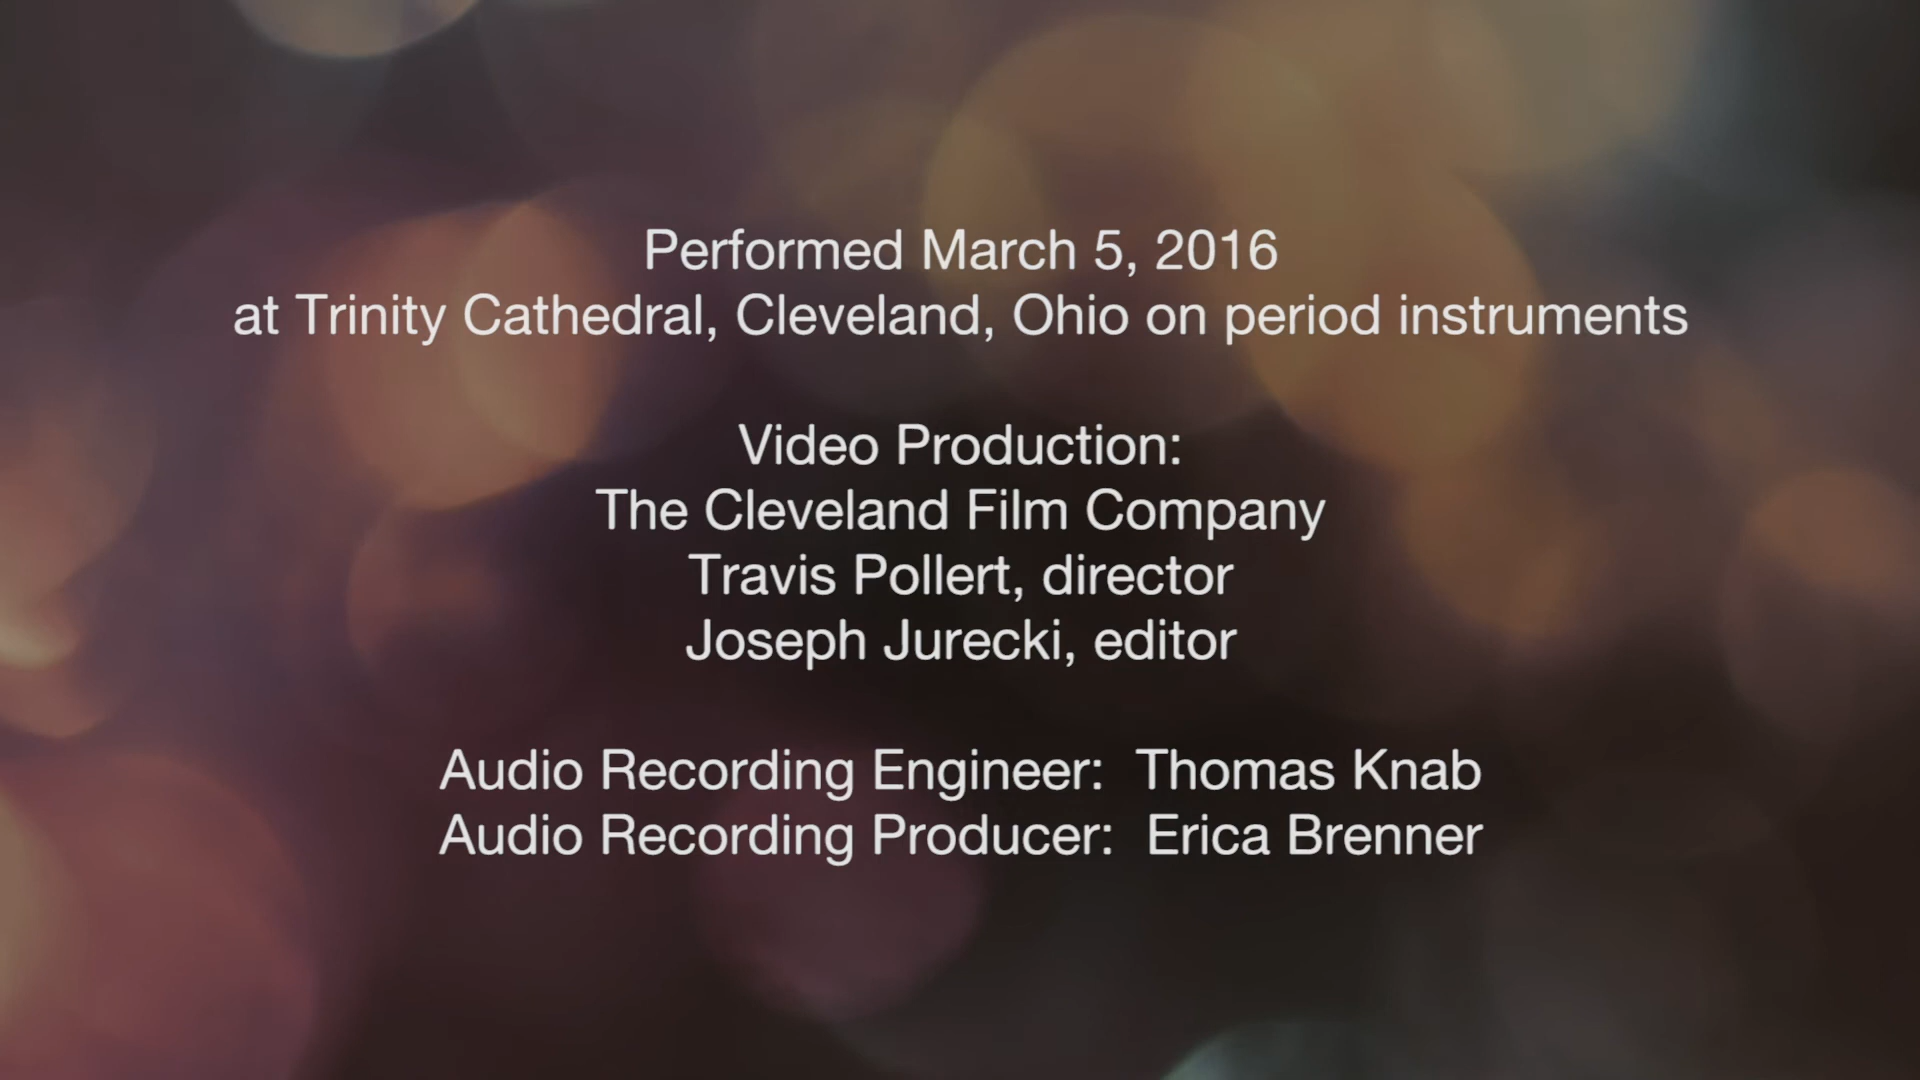 Performed March 5, 2016
at Trinity Cathedral, Cleveland, Ohio on period instruments
Video Production:
The Cleveland Film Company
Travis Pollert, director
Joseph Jurecki, editor
Audio Recording Engineer:  Thomas Knab
Audio Recording Producer:  Erica Brenner